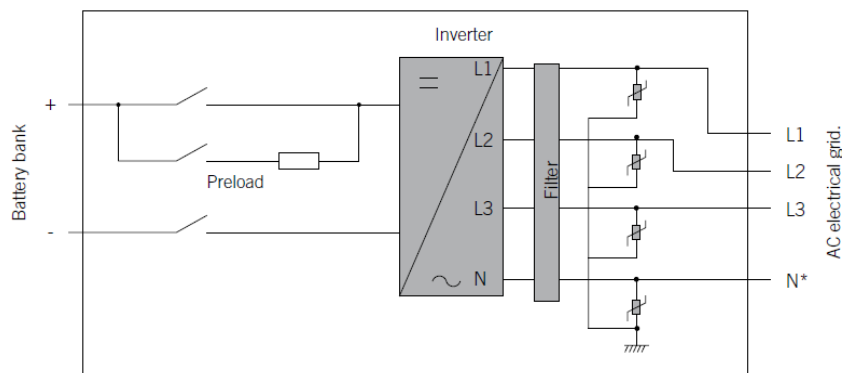 Inverter
L1
+
L1
L2
L2
Preload
L3
L3
-
N
N*
Battery bank
Filter
AC electrical grid.